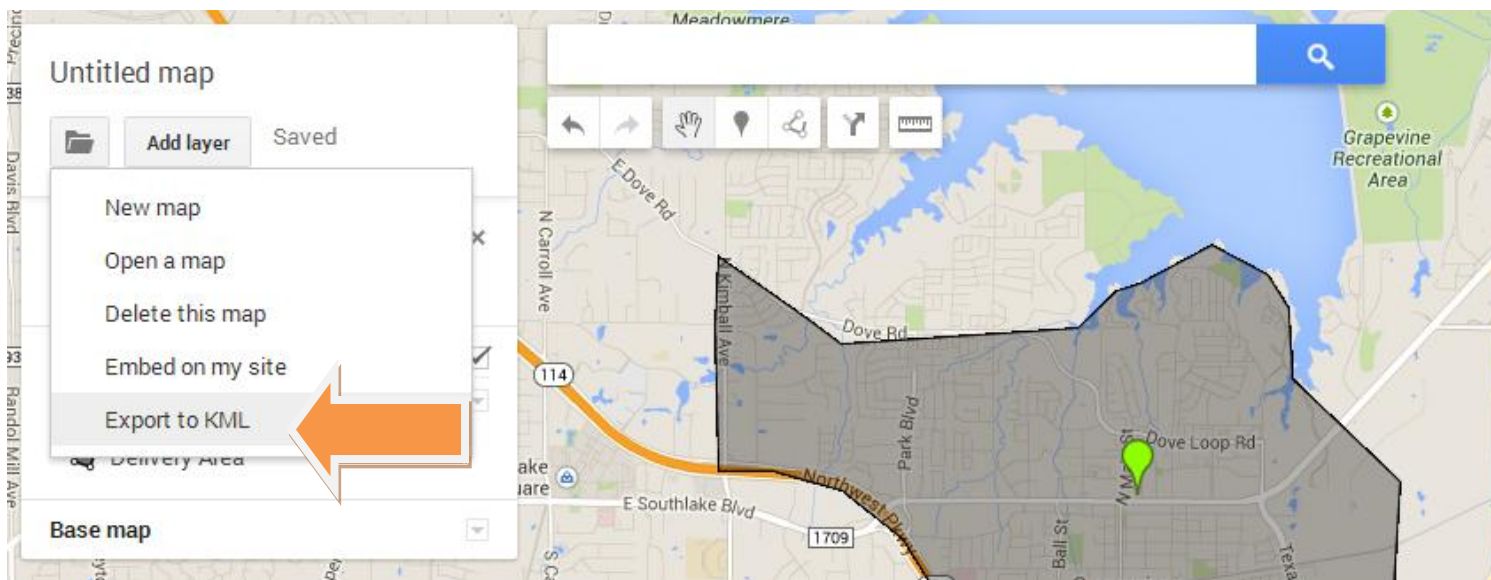 Untitled map
Add layer
Saved
New map
Open a map
Delete this map
Embed on my site
Export to KML
Delivery Area
Base map
Meadowmere
Grapevine
Recreational
Area
E Dove Rd
N Carroll Ave
N Kimball Ave
Dove Rd
114
Park Blvd
Dove Loop Rd
Northwest Pkwy
E Southlake Blvd
1709
Ball St
Davis Blvd
Randol Mill Ave
38
93